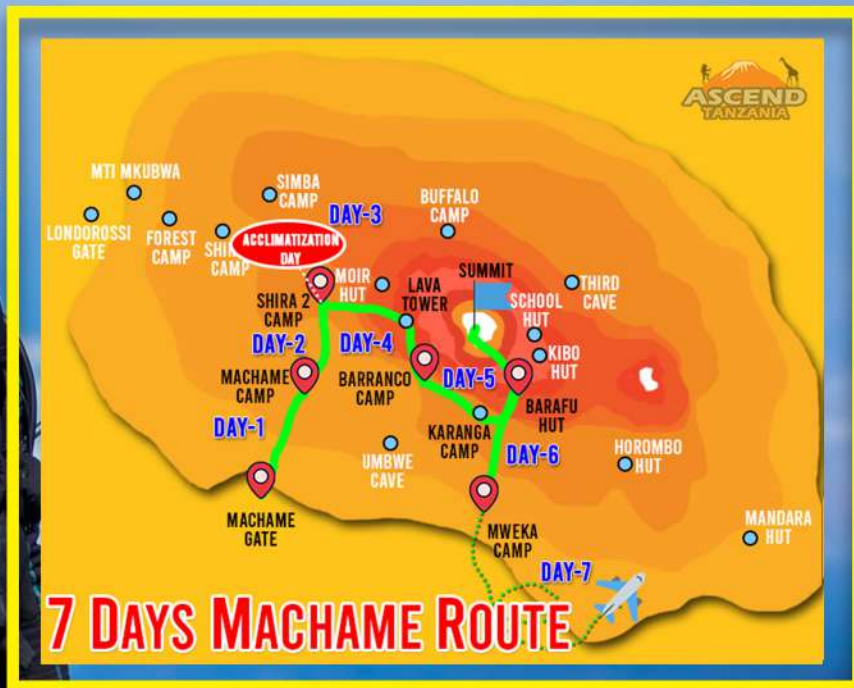 ASCEND
TANZANIA
MTI MKUBWA
SIMBA
CAMP
DAY-3
BUFFALO
CAMP
LONDOROSSI
GATE
FOREST
CAMP
CAMP
ACCLIMATIZATION
DAY
MOIR
HUT
SUMMIT
LAVA
TOWER
THIRD
CAVE
SCHOOL
HUT
SHIRA 2
CAMP
DAY-2
DAY-4
KIBO
HUT
MACHAME
CAMP
BARRANCO
CAMP
DAY-5
BARAFU
HUT
DAY-1
KARANGA
CAMP
UMBWE
CAVE
DAY-6
HOROMBO
HUT
MACHAME
GATE
MWEKA
CAMP
MANDARA
HUT
DAY-7
7 DAYS MACHAME ROUTE